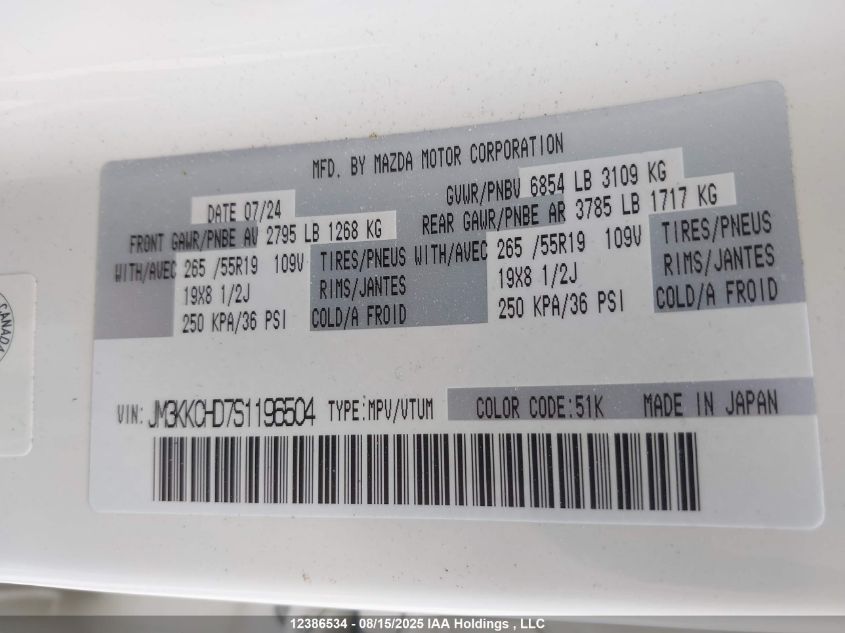 MFD. BY MAZDA MOTOR CORPORATION
DATE 07/24
GVWR/PNBV 6854 LB 3109 KG
FRONT GAWR/PNBE AV 2795 LB 1268 KG
REAR GAWR/PNBE AR 3785 LB 1717 KG
WITH/AVEC 265 /55R19 109V TIRES/PNEUS
WITH/AVEC 265 /55R19 109V TIRES/PNEUS
19X8 1/2J RIMS/JANTES
19X8 1/2J RIMS/JANTES
250 KPA/36 PSI COLD/A FROID
250 KPA/36 PSI COLD/A FROID
CANADA
VIN: JM3KKCHD7S1196504 TYPE:MPV/VTUM COLOR CODE:51K MADE IN JAPAN
12386534 - 08/15/2025 IAA Holdings , LLC